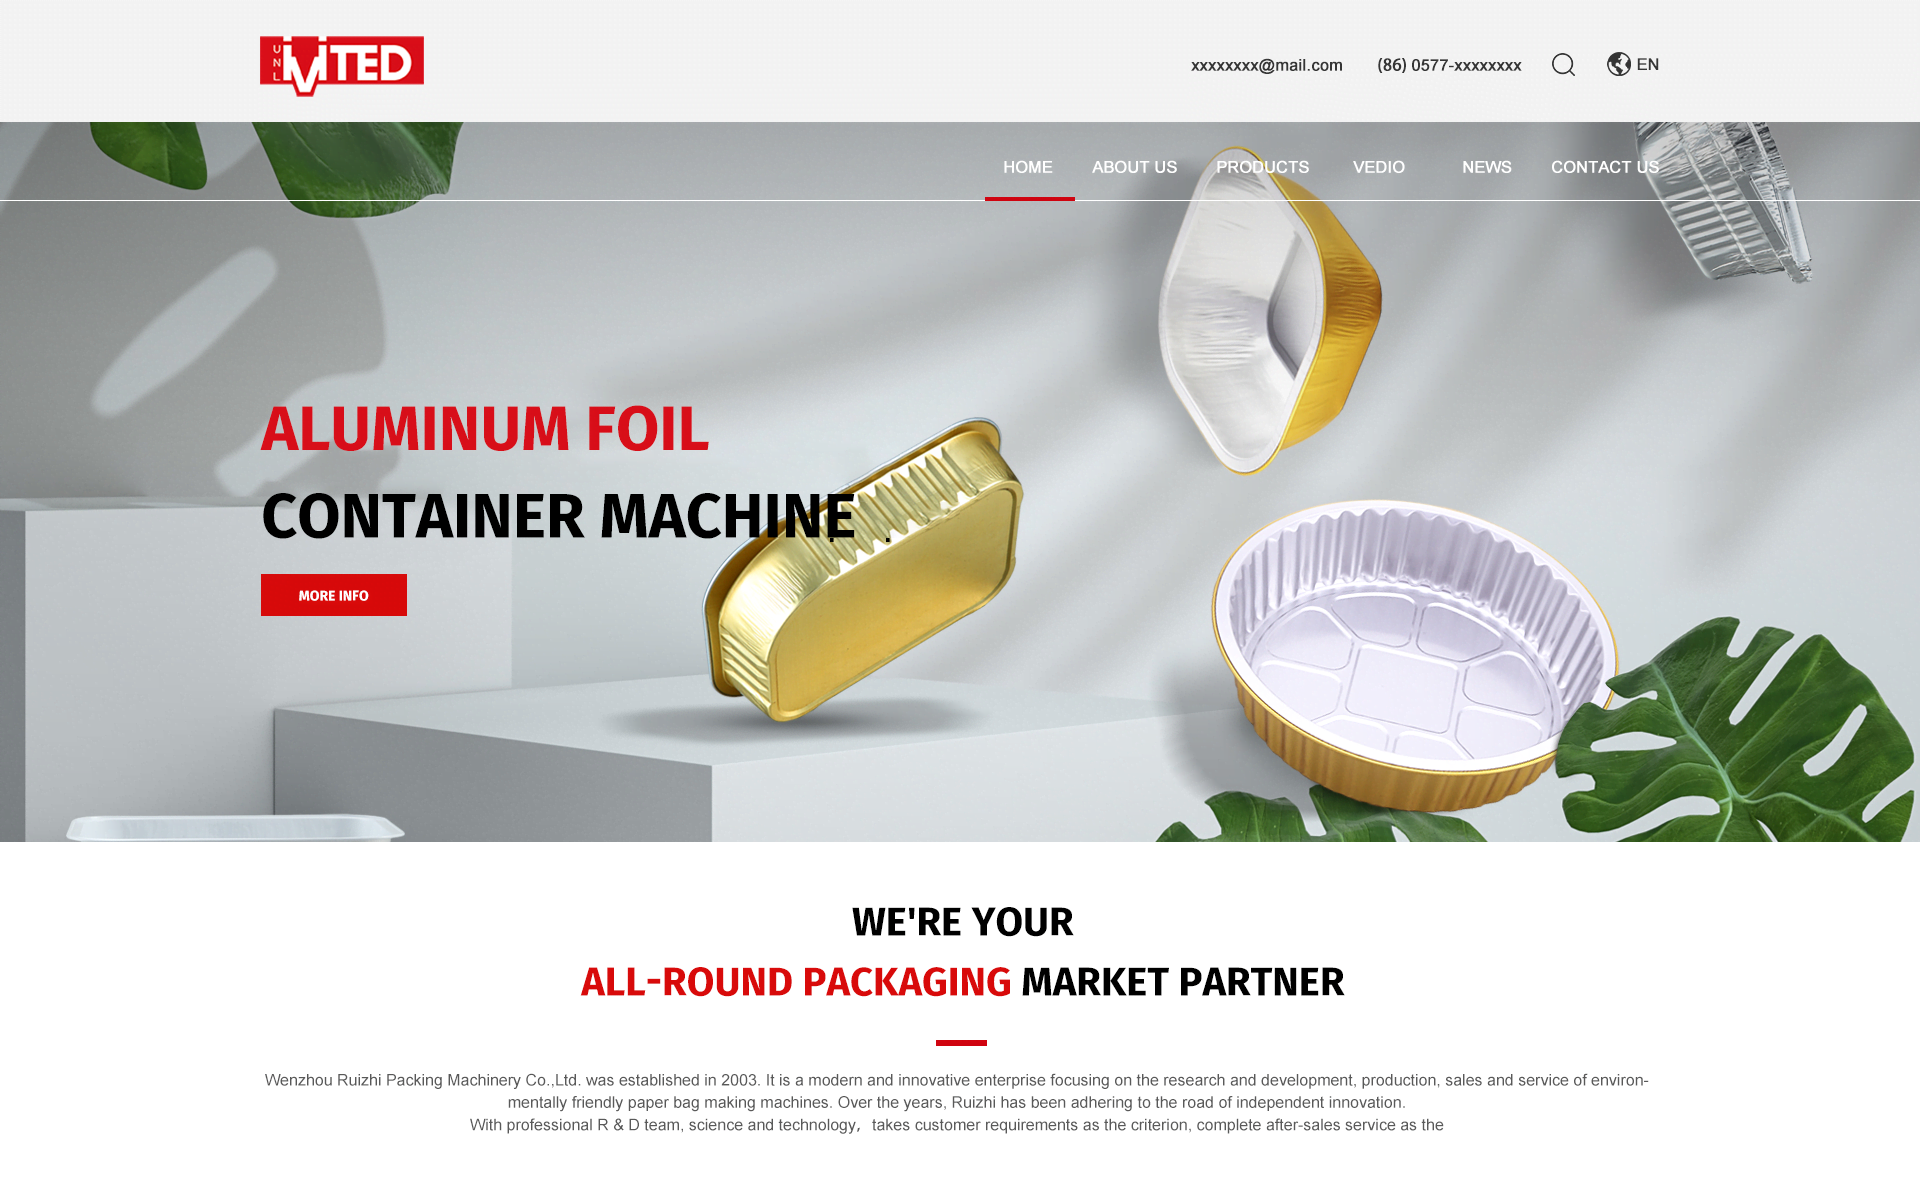 UNL
iMiTED
xxxxxxxx@mail.com (86) 0577-xxxxxxxx EN
HOME ABOUT US PRODUCTS VEDIO NEWS CONTACT US
ALUMINUM FOIL
CONTAINER MACHINE
MORE INFO
WE'RE YOUR
ALL-ROUND PACKAGING MARKET PARTNER
Wenzhou Ruizhi Packing Machinery Co.,Ltd. was established in 2003. It is a modern and innovative enterprise focusing on the research and development, production, sales and service of environ-
mentally friendly paper bag making machines. Over the years, Ruizhi has been adhering to the road of independent innovation.
With professional R & D team, science and technology，takes customer requirements as the criterion, complete after-sales service as the